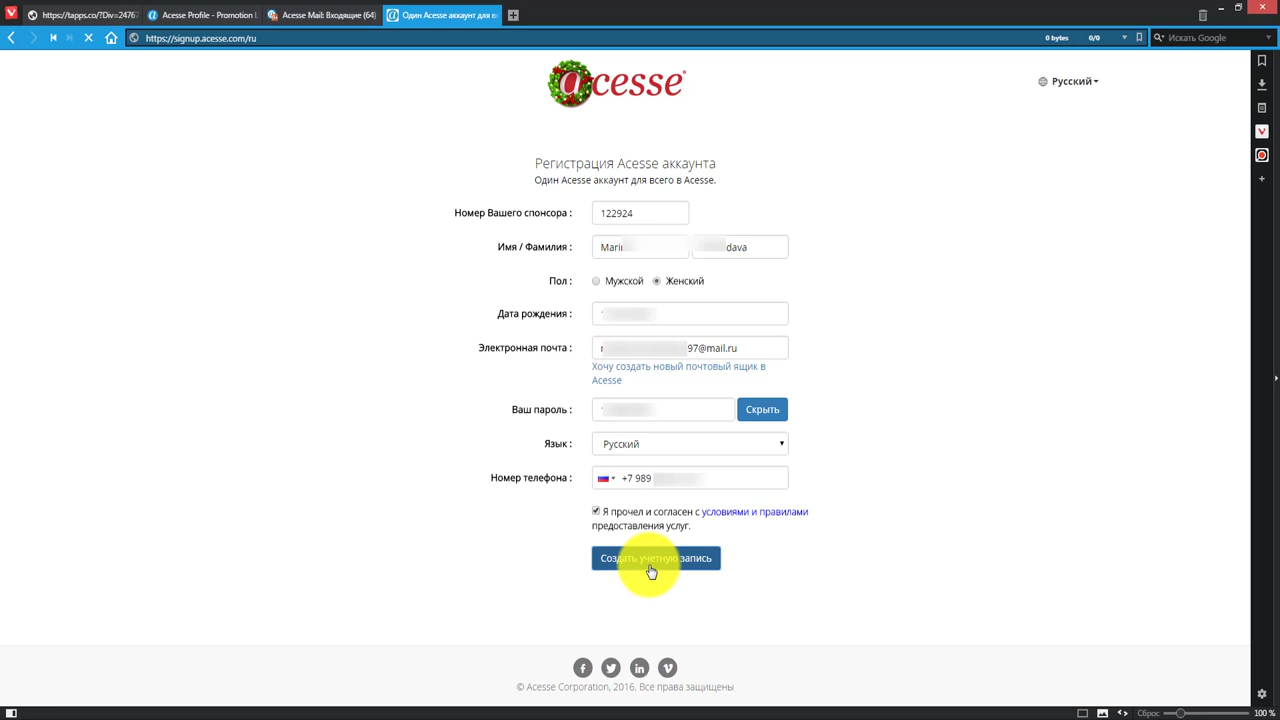 https://tapps.co/?Div=24767
Acesse Profile - Promotion I
Acesse Mail: Входящие (64)
Один Acesse аккаунт для в
https://signup.acesse.com/ru
0 bytes
0/0
Искать Google
acesse
Русский
Регистрация Acesse аккаунта
Один Acesse аккаунт для всего в Acesse.
Номер Вашего спонсора :
122924
Имя / Фамилия :
Пол :
Мужской
Женский
Дата рождения :
Электронная почта :
97@mail.ru
Хочу создать новый почтовый ящик в
Acesse
Ваш пароль :
Скрыть
Язык :
Русский
Номер телефона :
+7 989
Я прочел и согласен с условиями и правилами
предоставления услуг.
Создать учетную запись
© Acesse Corporation, 2016. Все права защищены
Сброс
100 %